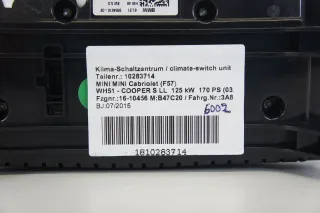 Klima-Schaltzentrum / climate-switch unit
Teilenr.: 10283714
MINI MINI Cabriolet (F57)
WH51 - COOPER S LL 125 kW 170 PS (03
Fzgnr.:16-10456 M:B47C20 / Fahrg.Nr.:3A8
BJ:07/2015
6002
1810283714